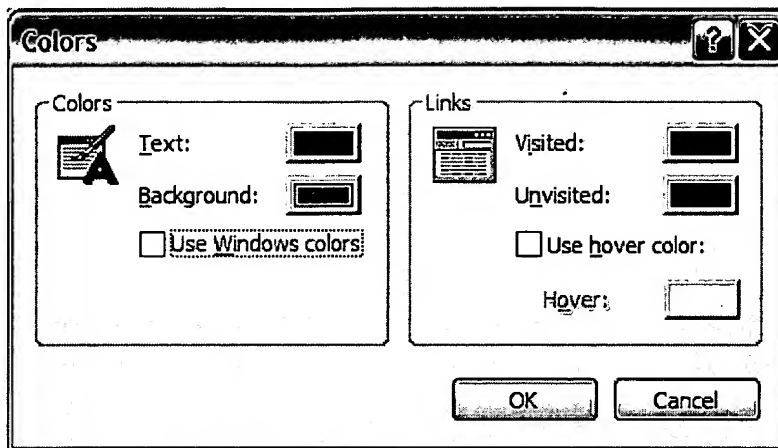 Colors
Colors
Text:
Background:
Use Windows colors
Links
Visited:
Unvisited:
Use hover color:
Hover:
OK
Cancel